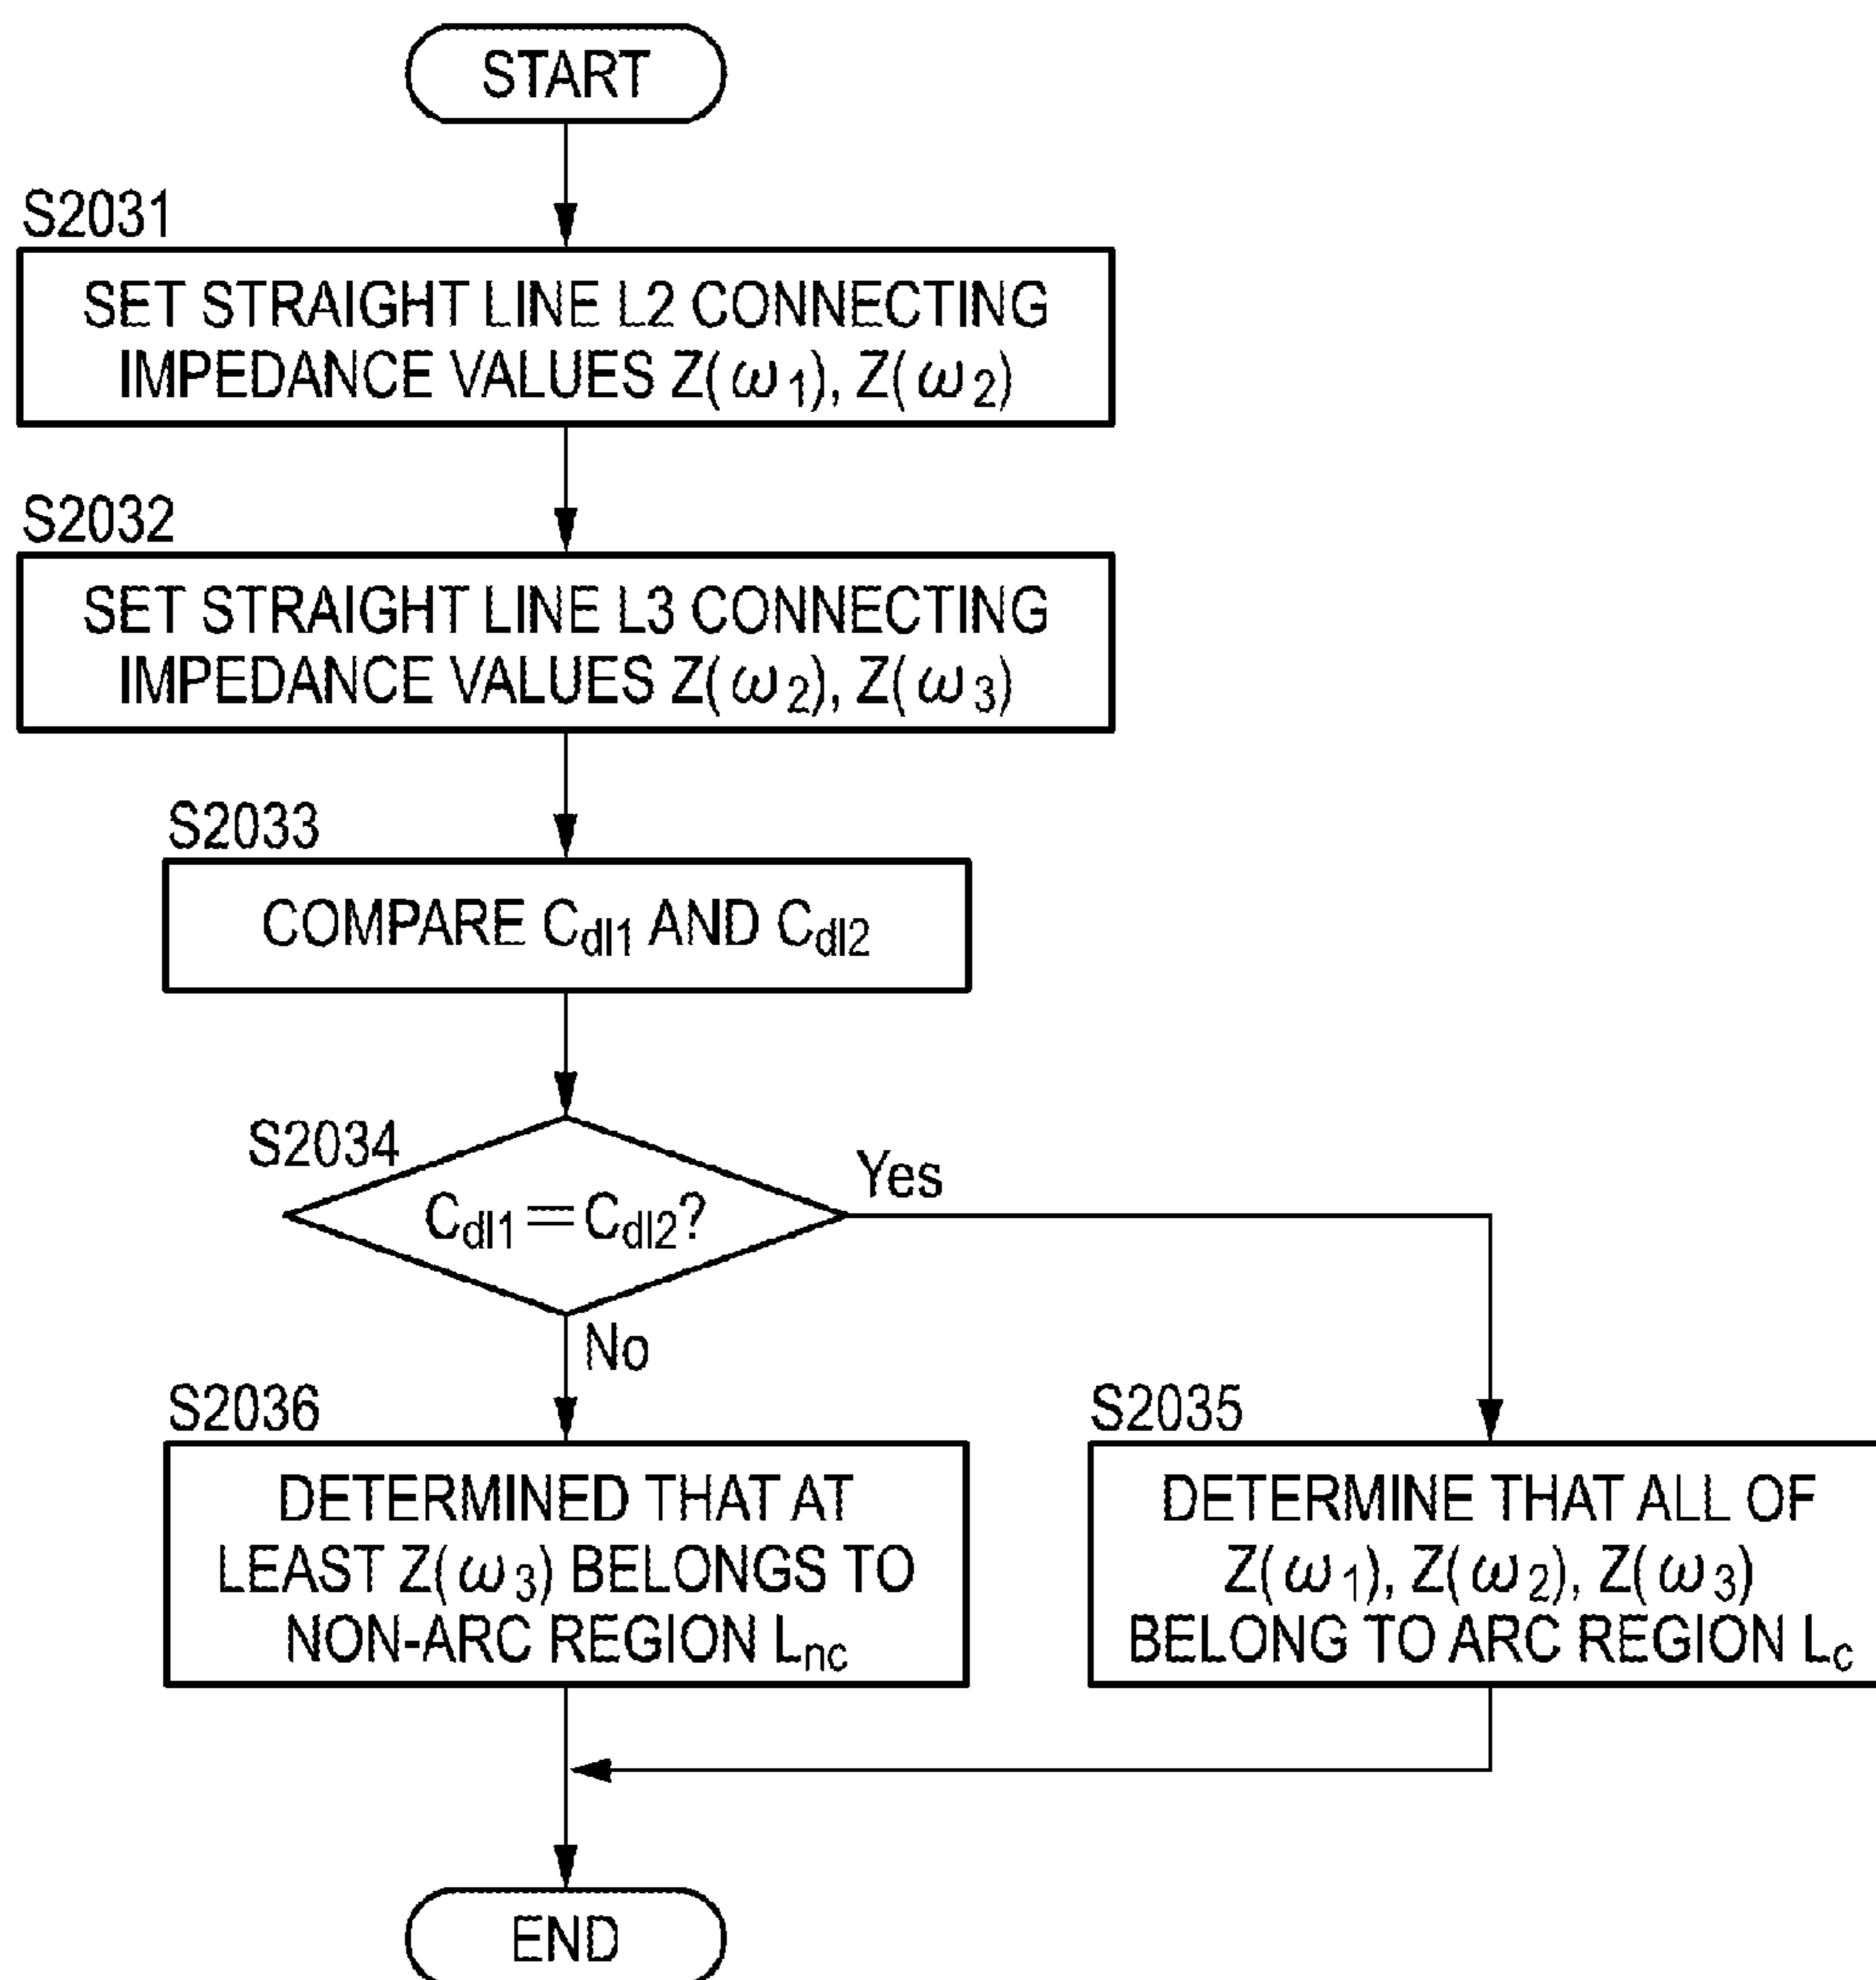 START
S2031
SET STRAIGHT LINE L2 CONNECTING
IMPEDANCE VALUES Z(ω1), Z(ω2)
S2032
SET STRAIGHT LINE L3 CONNECTING
IMPEDANCE VALUES Z(ω2), Z(ω3)
S2033
COMPARE Cdl1 AND Cdl2
S2034
Cdl1=Cdl2?
Yes
No
S2036
DETERMINED THAT AT
LEAST Z(ω3) BELONGS TO
NON-ARC REGION Lnc
S2035
DETERMINE THAT ALL OF
Z(ω1), Z(ω2), Z(ω3)
BELONG TO ARC REGION Lc
END